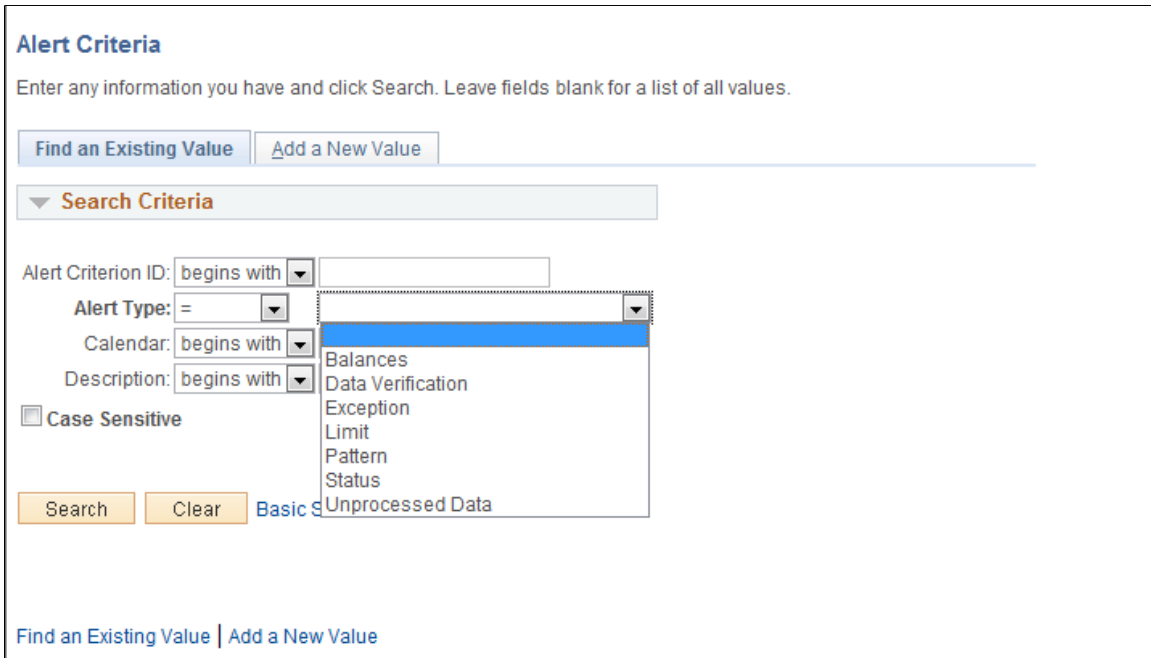 Alert Criteria
Enter any information you have and click Search. Leave fields blank for a list of all values.
Find an Existing Value Add a New Value
Search Criteria
Alert Criterion ID: begins with
Alert Type: =
Calendar: begins with
Description: begins with
Balances
Data Verification
Exception
Limit
Pattern
Status
Unprocessed Data
Case Sensitive
Search Clear Basic S
Find an Existing Value | Add a New Value